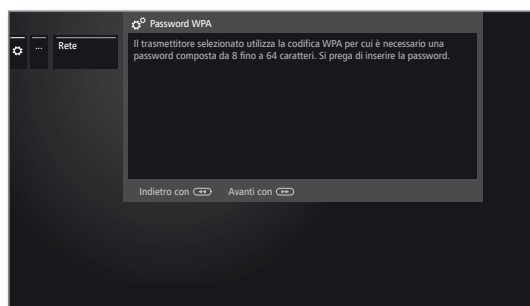 Password WPA
... Rete
Il trasmettitore selezionato utilizza la codifica WPA per cui è necessario una
password composta da 8 fino a 64 caratteri. Si prega di inserire la password.
Indietro con Avanti con